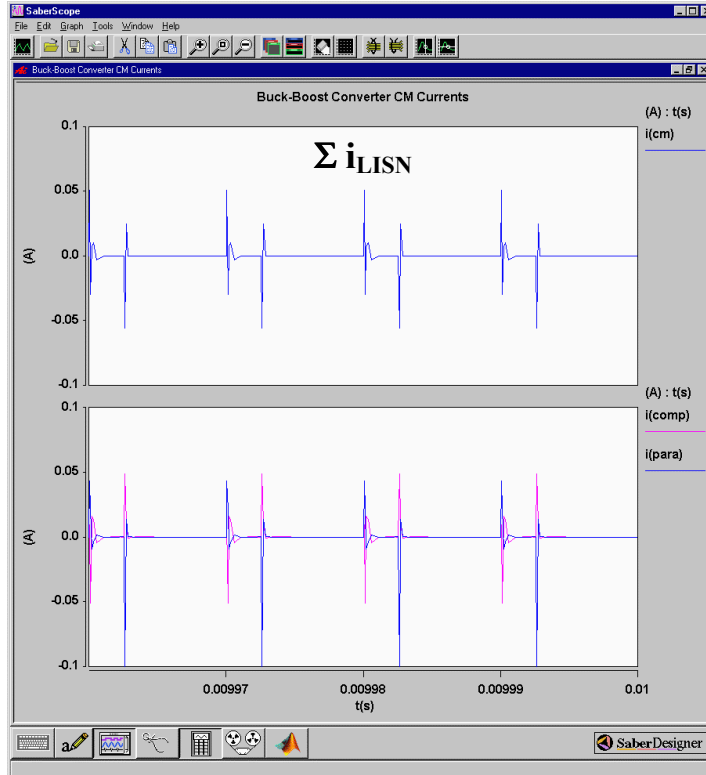 SaberScope
File Edit Graph Tools Window Help
Buck-Boost Converter CM Currents
Buck-Boost Converter CM Currents
(A) : t(s)
i(cm)
Σ iLISN
0.1
0.05
0.0
-0.05
-0.1
(A)
(A) : t(s)
i(comp)
i(para)
0.1
0.05
0.0
-0.05
-0.1
(A)
0.00997 0.00998 0.00999 0.01
t(s)
a
SaberDesigner